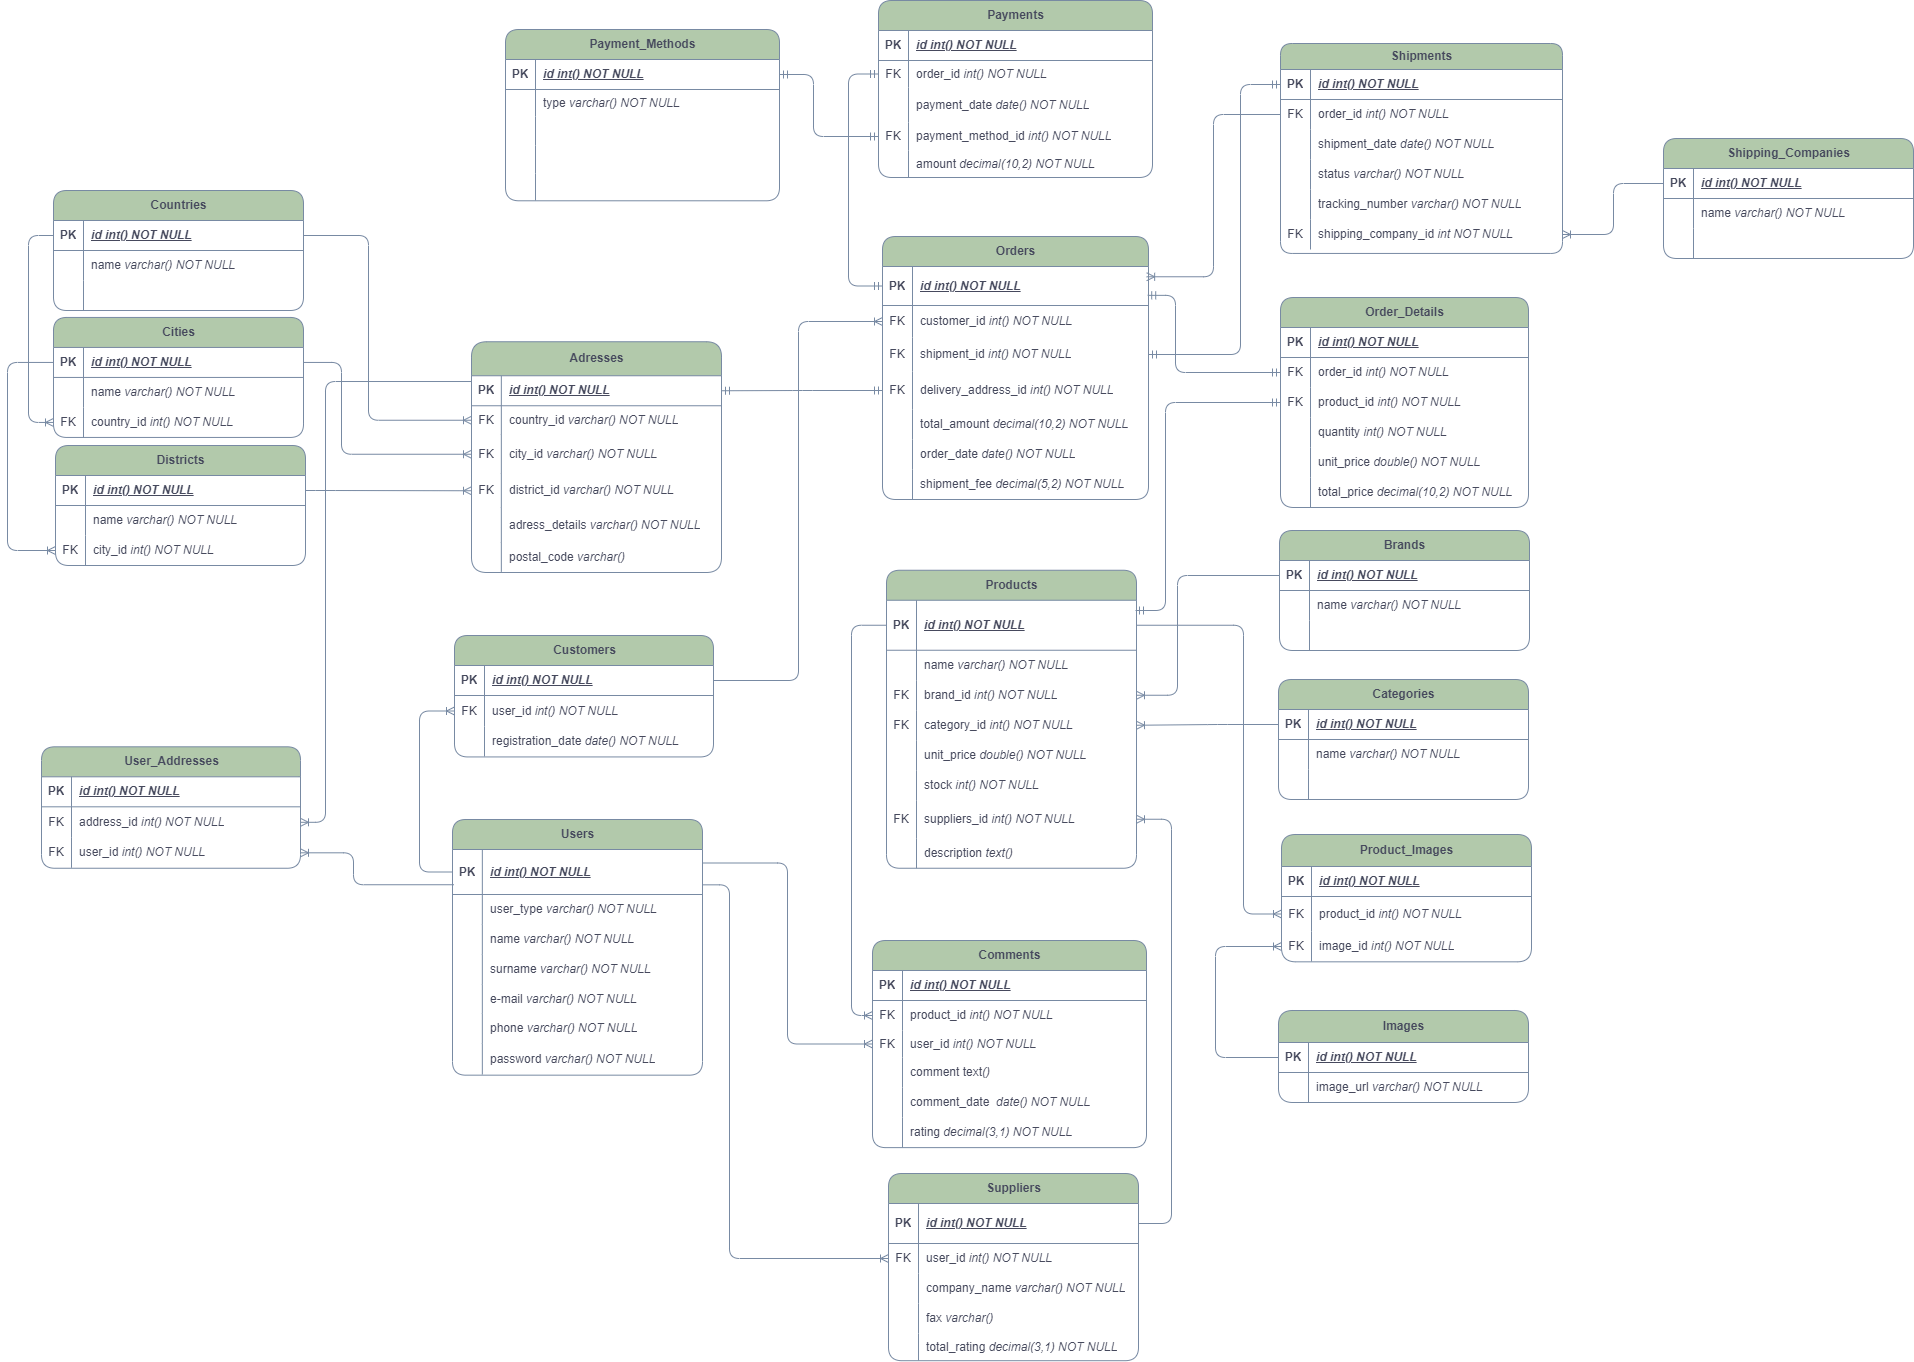 Payments
PK id int() NOT NULL
FK order_id int() NOT NULL
payment_date date() NOT NULL
FK payment_method_id int() NOT NULL
amount decimal(10,2) NOT NULL
Payment_Methods
PK id int() NOT NULL
type varchar() NOT NULL
Shipments
PK id int() NOT NULL
FK order_id int() NOT NULL
shipment_date date() NOT NULL
status varchar() NOT NULL
tracking_number varchar() NOT NULL
FK shipping_company_id int NOT NULL
Shipping_Companies
PK id int() NOT NULL
name varchar() NOT NULL
Countries
PK id int() NOT NULL
name varchar() NOT NULL
Cities
PK id int() NOT NULL
name varchar() NOT NULL
FK country_id int() NOT NULL
Districts
PK id int() NOT NULL
name varchar() NOT NULL
FK city_id int() NOT NULL
Adresses
PK id int() NOT NULL
FK country_id varchar() NOT NULL
FK city_id varchar() NOT NULL
FK district_id varchar() NOT NULL
adress_details varchar() NOT NULL
postal_code varchar()
Orders
PK id int() NOT NULL
FK customer_id int() NOT NULL
FK shipment_id int() NOT NULL
FK delivery_address_id int() NOT NULL
total_amount decimal(10,2) NOT NULL
order_date date() NOT NULL
shipment_fee decimal(5,2) NOT NULL
Order_Details
PK id int() NOT NULL
FK order_id int() NOT NULL
FK product_id int() NOT NULL
quantity int() NOT NULL
unit_price double() NOT NULL
total_price decimal(10,2) NOT NULL
Brands
PK id int() NOT NULL
name varchar() NOT NULL
Products
PK id int() NOT NULL
name varchar() NOT NULL
FK brand_id int() NOT NULL
FK category_id int() NOT NULL
unit_price double() NOT NULL
stock int() NOT NULL
FK suppliers_id int() NOT NULL
description text()
Categories
PK id int() NOT NULL
name varchar() NOT NULL
Customers
PK id int() NOT NULL
FK user_id int() NOT NULL
registration_date date() NOT NULL
User_Addresses
PK id int() NOT NULL
FK address_id int() NOT NULL
FK user_id int() NOT NULL
Users
PK id int() NOT NULL
user_type varchar() NOT NULL
name varchar() NOT NULL
surname varchar() NOT NULL
e-mail varchar() NOT NULL
phone varchar() NOT NULL
password varchar() NOT NULL
Product_Images
PK id int() NOT NULL
FK product_id int() NOT NULL
FK image_id int() NOT NULL
Comments
PK id int() NOT NULL
FK product_id int() NOT NULL
FK user_id int() NOT NULL
comment text()
comment_date date() NOT NULL
rating decimal(3,1) NOT NULL
Images
PK id int() NOT NULL
image_url varchar() NOT NULL
Suppliers
PK id int() NOT NULL
FK user_id int() NOT NULL
company_name varchar() NOT NULL
fax varchar()
total_rating decimal(3,1) NOT NULL